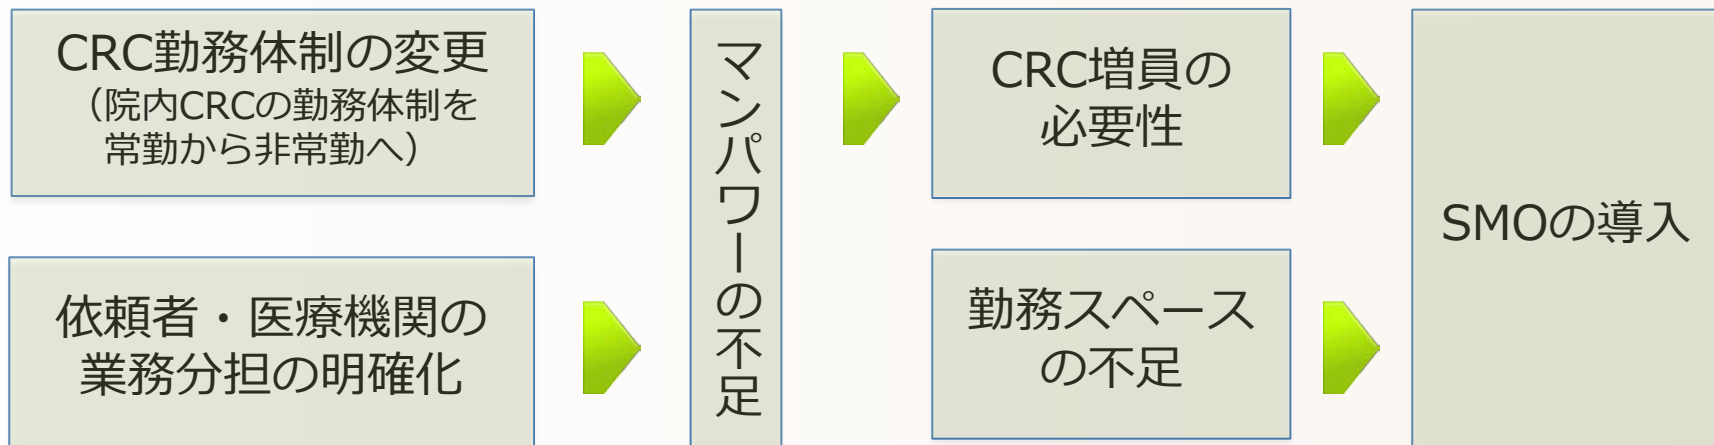 CRC勤務体制の変更
（院内CRCの勤務体制を
常勤から非常勤へ）
依頼者・医療機関の
業務分担の明確化
マンパワーの不足
CRC増員の
必要性
勤務スペース
の不足
SMOの導入